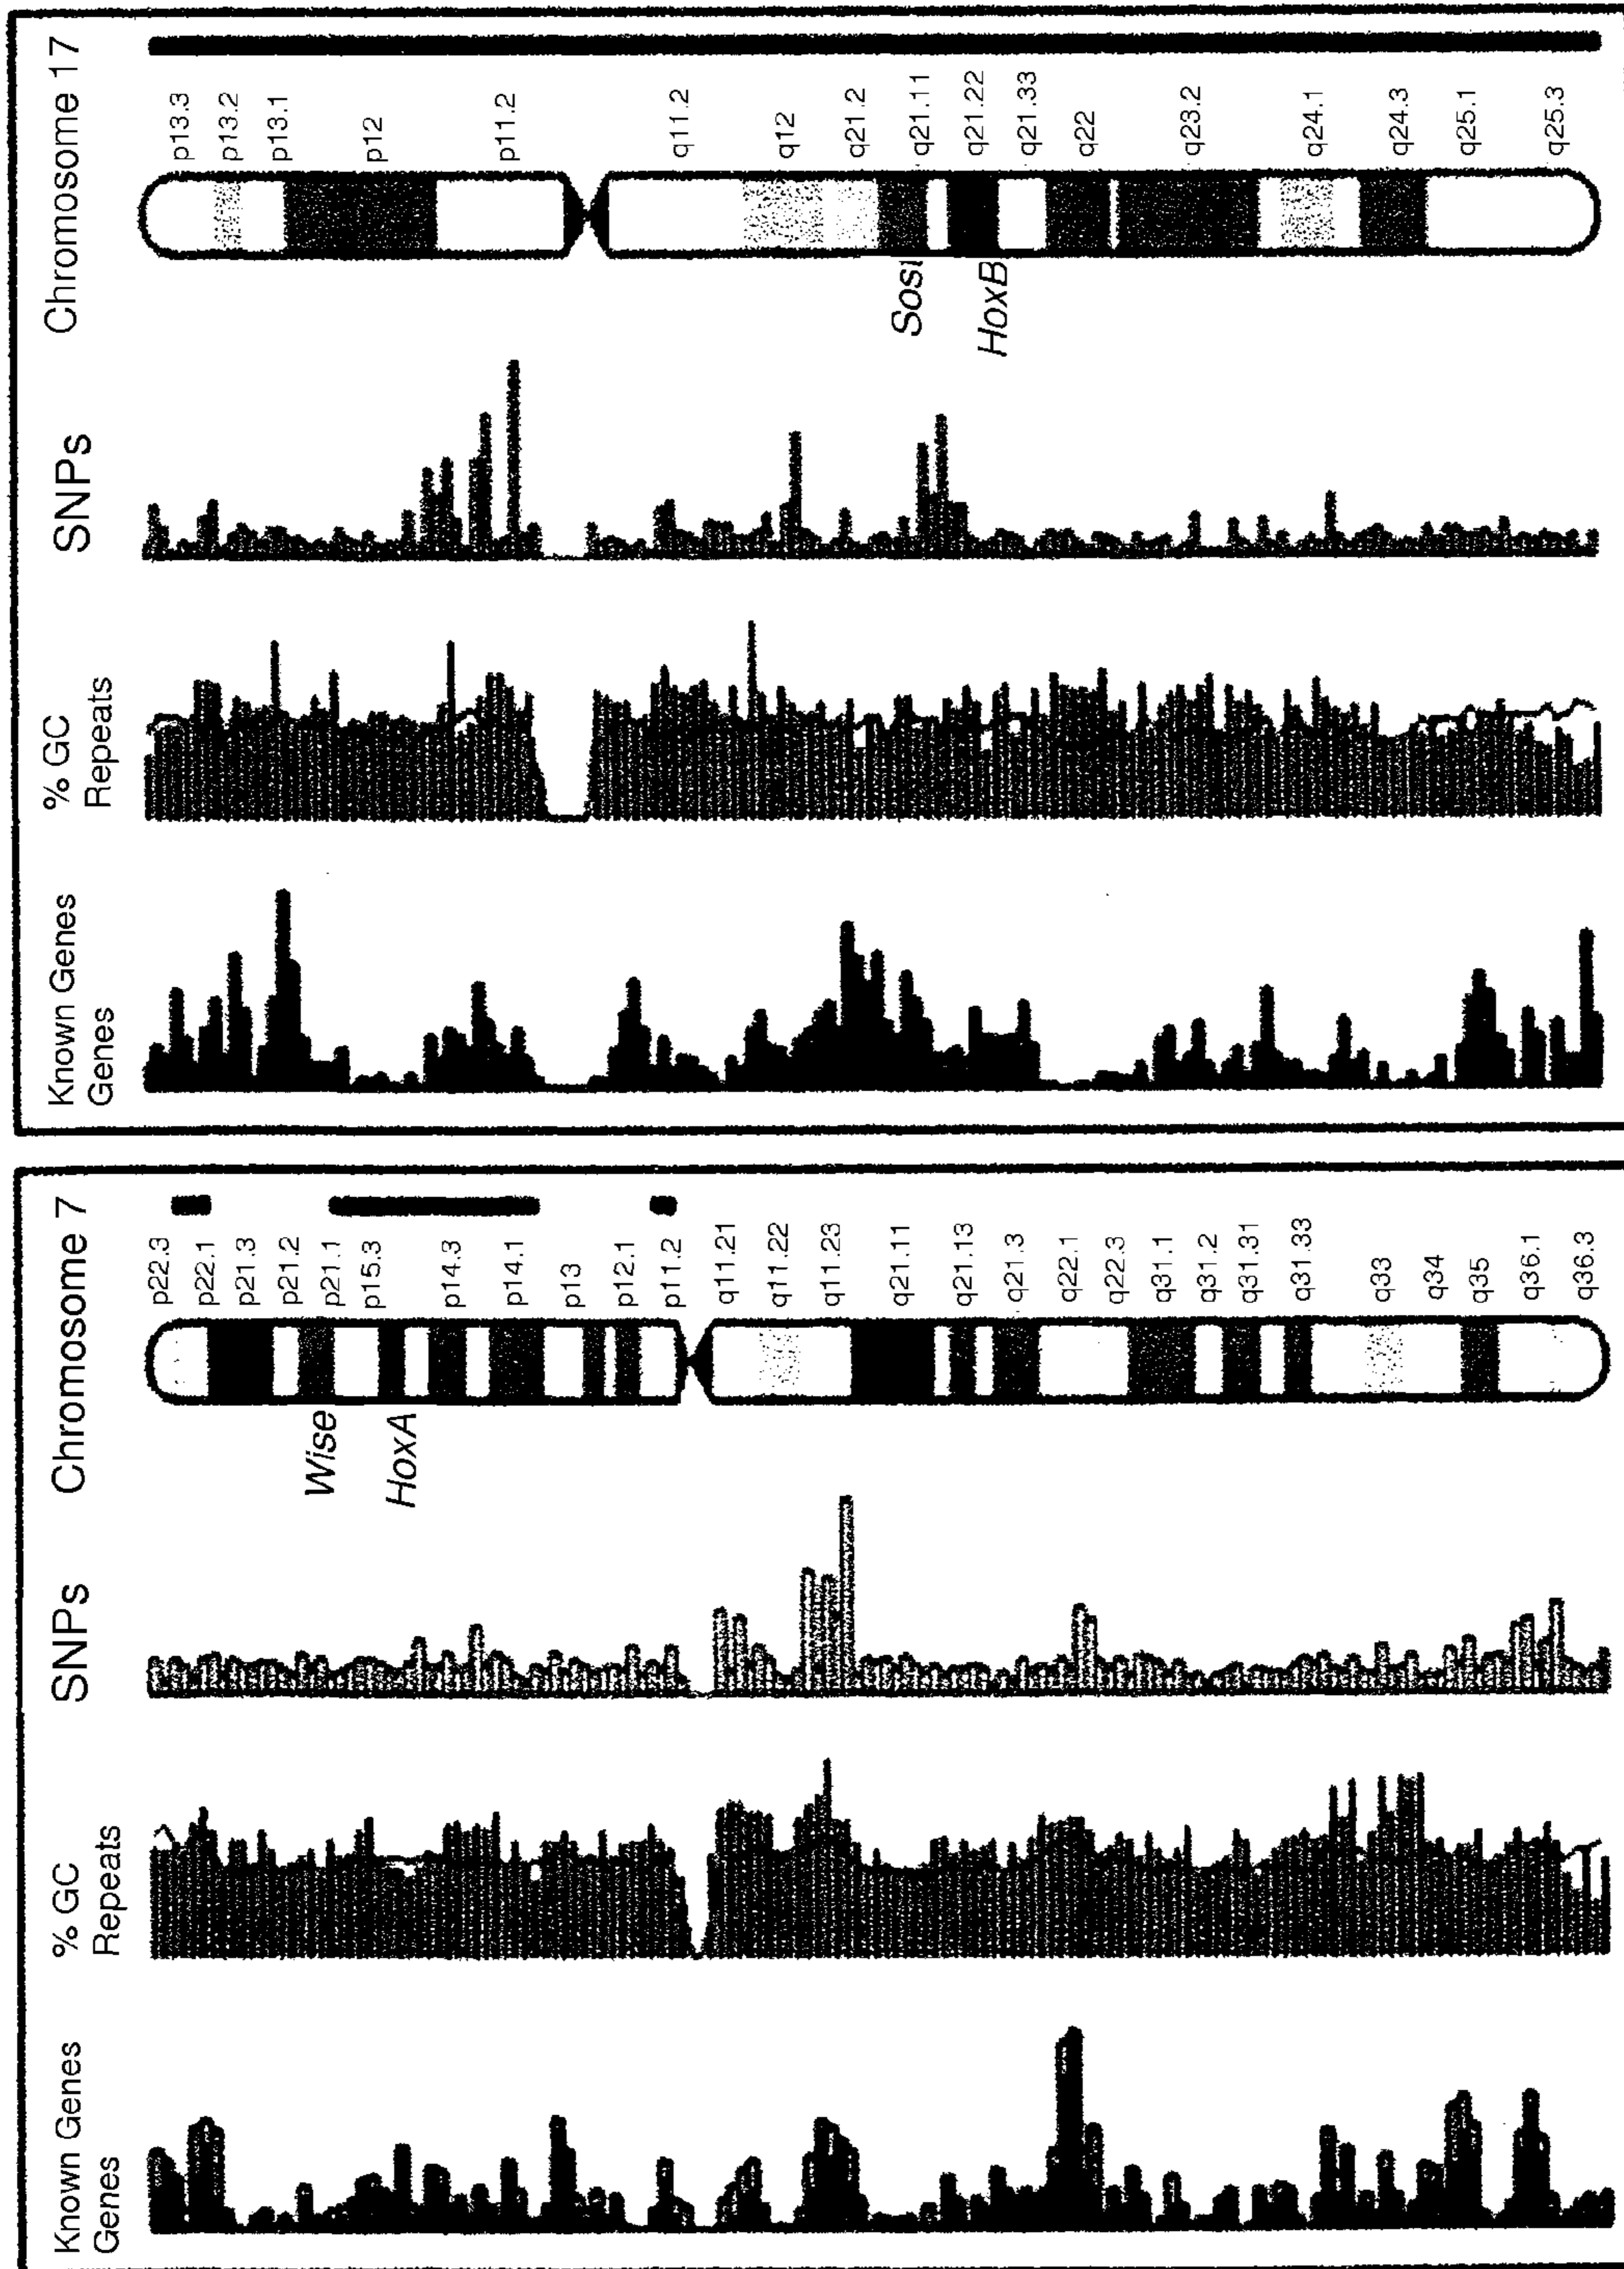 Known Genes
Genes
% GC
Repeats
SNPs
Chromosome 7
p22.3
p22.1
p21.3
p21.2
Wise
p21.1
p15.3
HoxA
p14.3
p14.1
p13
p12.1
p11.2
q11.21
q11.22
q11.23
q21.11
q21.13
q21.3
q22.1
q22.3
q31.1
q31.2
q31.31
q31.33
q33
q34
q35
q36.1
q36.3
Known Genes
Genes
% GC
Repeats
SNPs
Chromosome 17
p13.3
p13.2
p13.1
p12
p11.2
q11.2
q12
q21.2
Sost
q21.11
q21.22
HoxB
q21.33
q22
q23.2
q24.1
q24.3
q25.1
q25.3